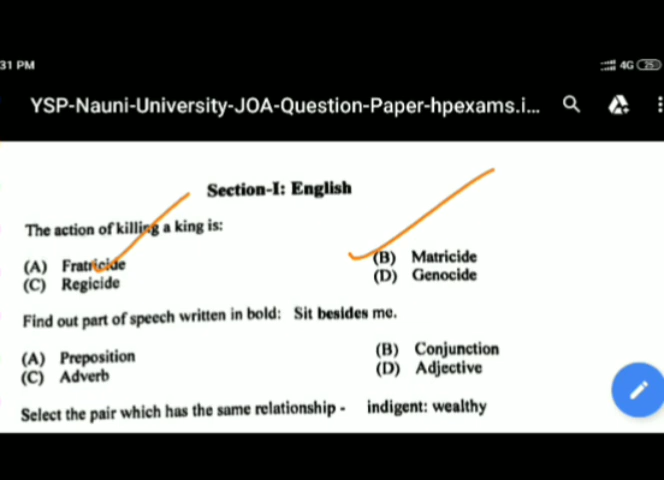 31 PM
4G 25
YSP-Nauni-University-JOA-Question-Paper-hpexams.i...
Section-I: English
The action of killing a king is:
(A) Fratricide (B) Matricide
(C) Regicide (D) Genocide
Find out part of speech written in bold: Sit besides me.
(A) Preposition (B) Conjunction
(C) Adverb (D) Adjective
Select the pair which has the same relationship - indigent: wealthy